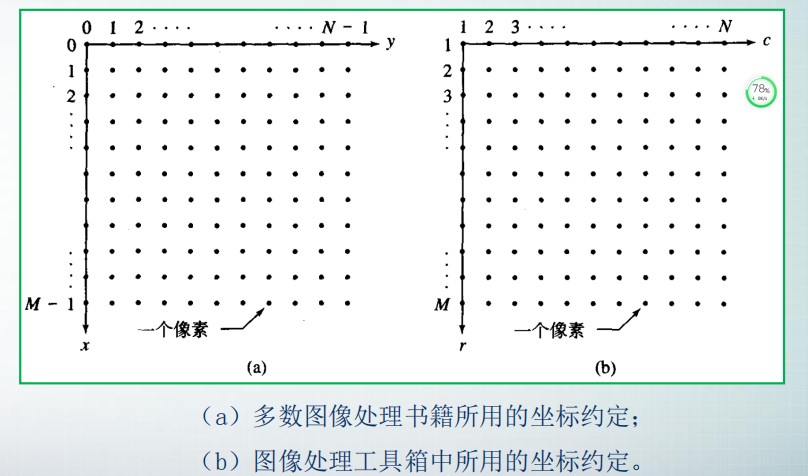 0 1 2 ···· ···· N - 1 y
0
1
2
M - 1
x
一个像素
(a)
1 2 3 ···· ···· N c
1
2
3
M
r
一个像素
(b)
78%
（a）多数图像处理书籍所用的坐标约定；
（b）图像处理工具箱中所用的坐标约定。